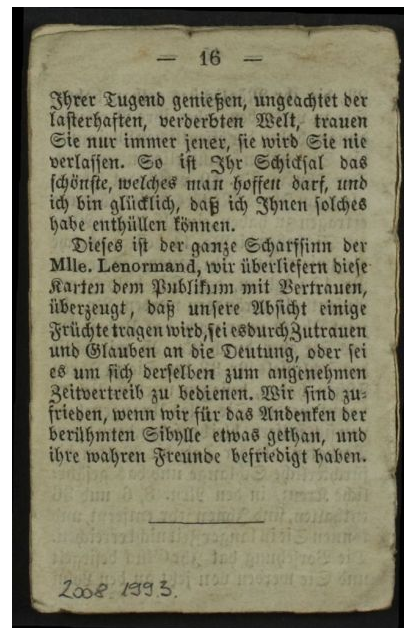 — 16 —
Ihrer Tugend genießen, ungeachtet der
lasterhaften, verderbten Welt, trauen
Sie nur immer jener, sie wird Sie nie
verlassen. So ist Ihr Schicksal das
schönste, welches man hoffen darf, und
ich bin glücklich, daß ich Ihnen solches
habe enthüllen können.
Dieses ist der ganze Scharfsinn der
Mlle. Lenormand, wir überliefern diese
Karten dem Publikum mit Vertrauen,
überzeugt, daß unsere Absicht einige
Früchte tragen wird, sei es durch Zutrauen
und Glauben an die Deutung, oder sei
es um sich derselben zum angenehmen
Zeitvertreib zu bedienen. Wir sind zu-
frieden, wenn wir für das Andenken der
berühmten Sibylle etwas gethan, und
ihre wahren Freunde befriedigt haben.
2008.1993.